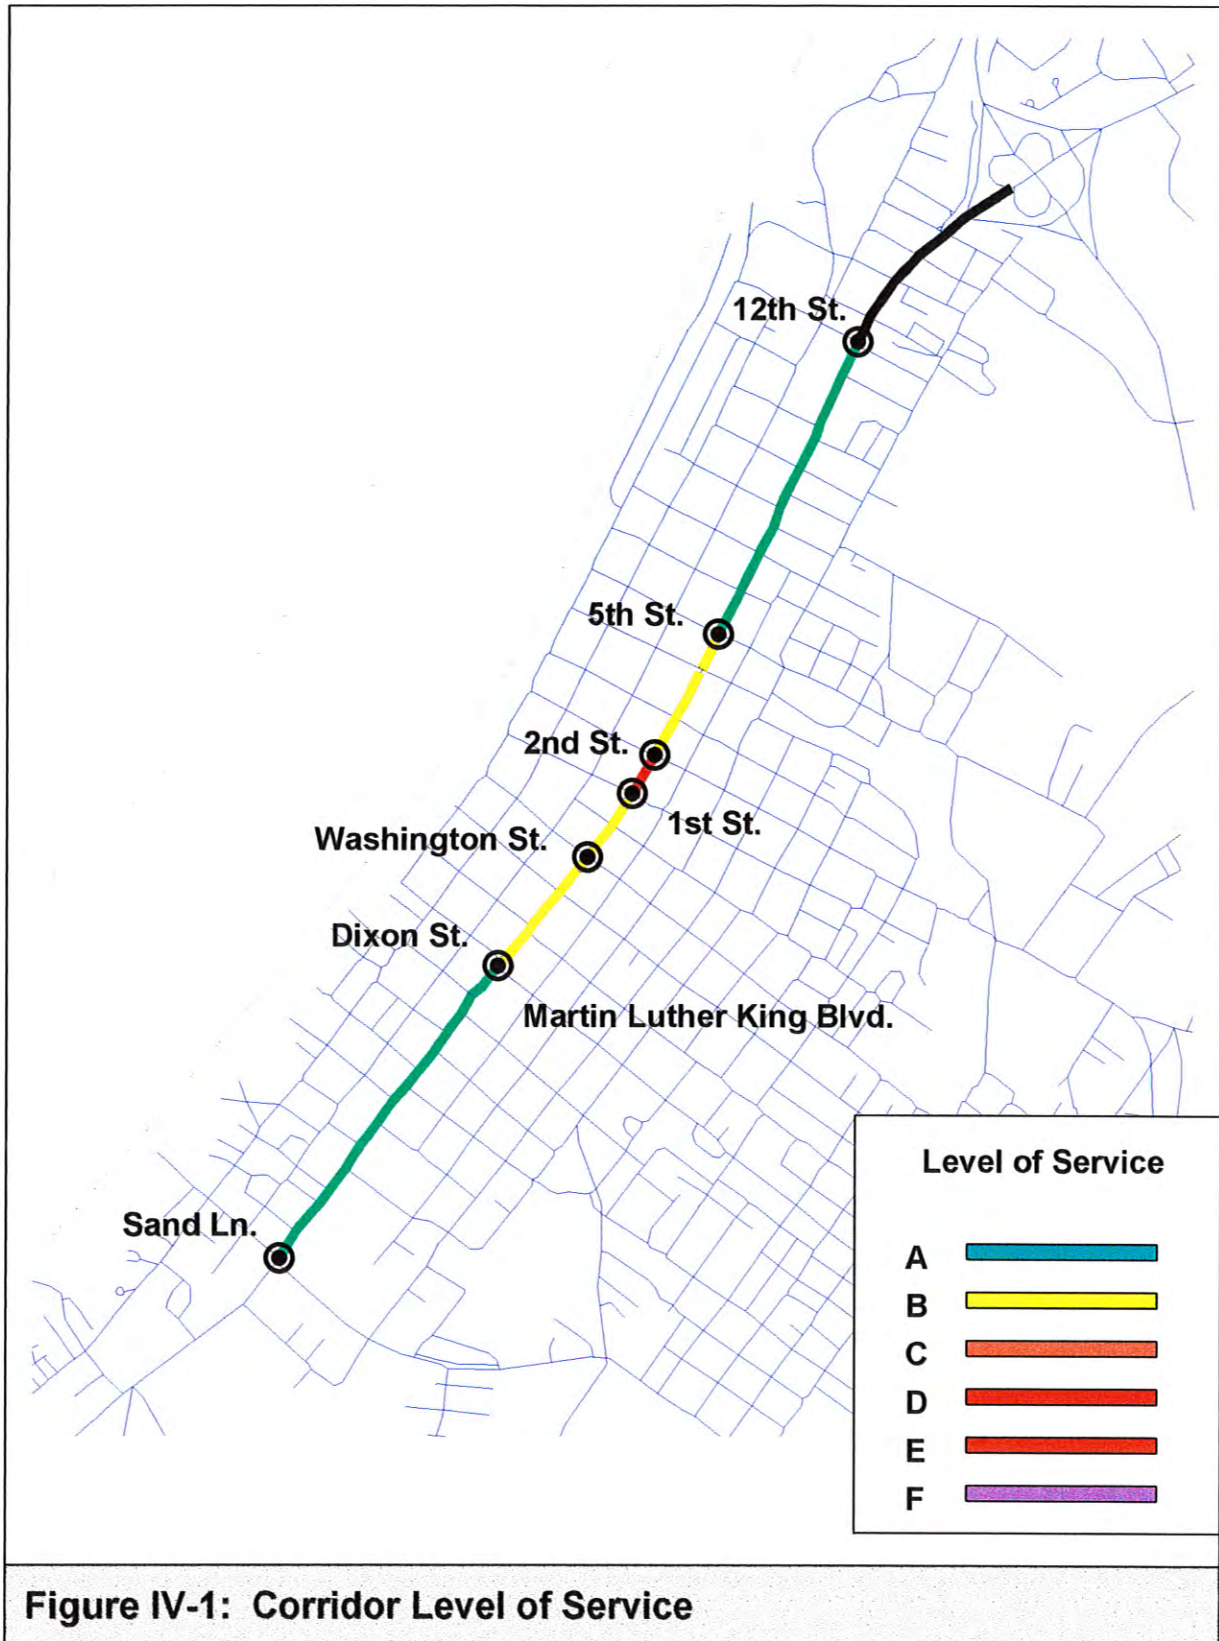 12th St.
5th St.
2nd St.
1st St.
Washington St.
Dixon St.
Martin Luther King Blvd.
Sand Ln.
Level of Service
A
B
C
D
E
F
Figure IV-1: Corridor Level of Service